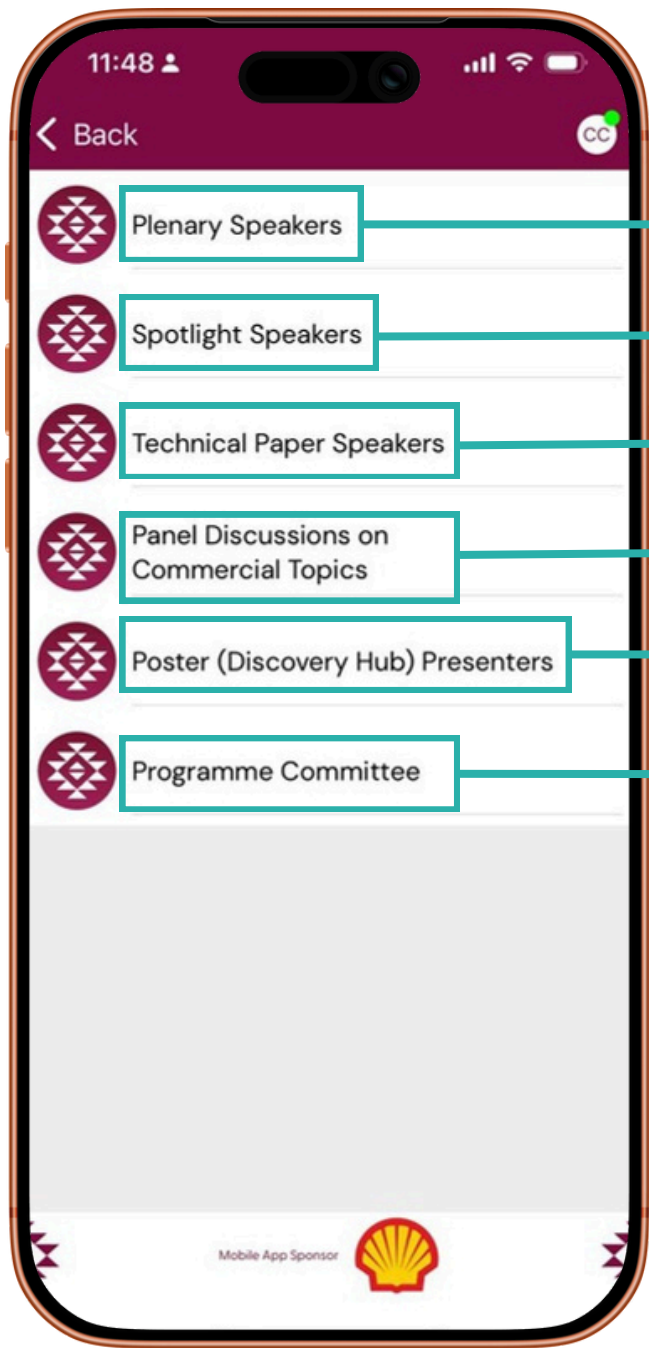 11:48
Back
CC
Plenary Speakers
Spotlight Speakers
Technical Paper Speakers
Panel Discussions on
Commercial Topics
Poster (Discovery Hub) Presenters
Programme Committee
Mobile App Sponsor